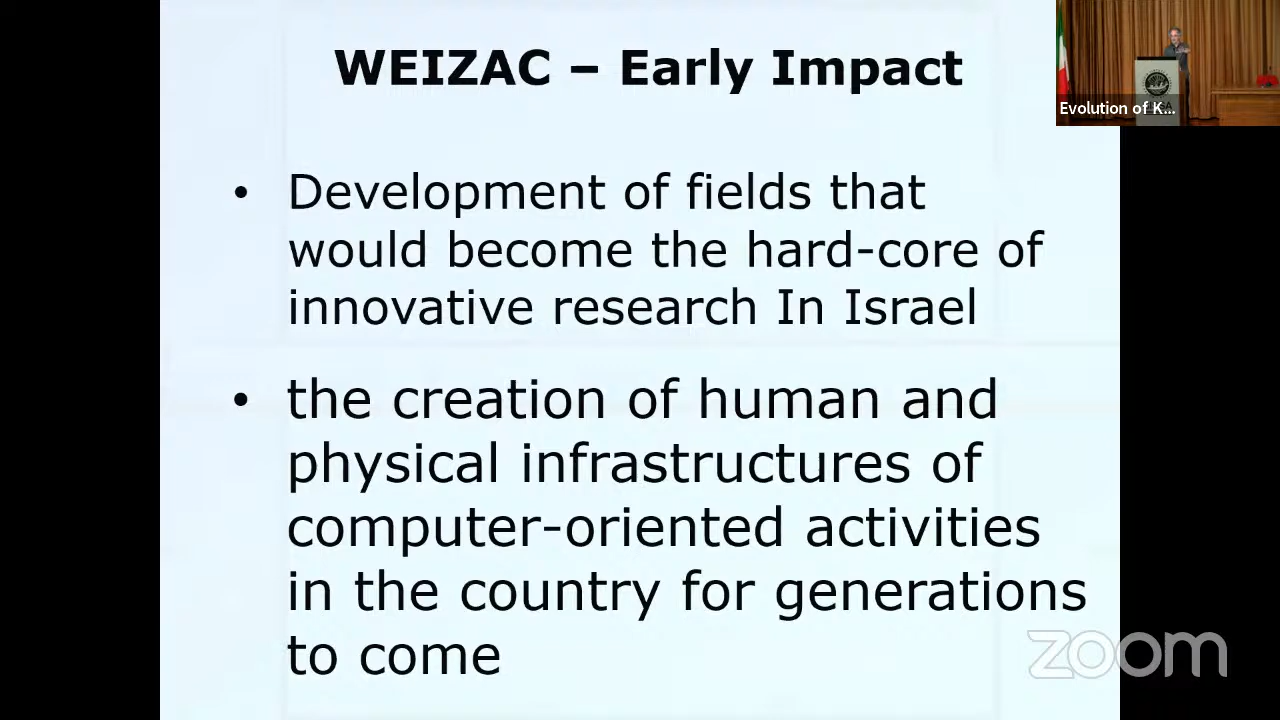 WEIZAC – Early Impact
Evolution of K...
• Development of fields that
would become the hard-core of
innovative research In Israel
• the creation of human and
physical infrastructures of
computer-oriented activities
in the country for generations
to come
zoom